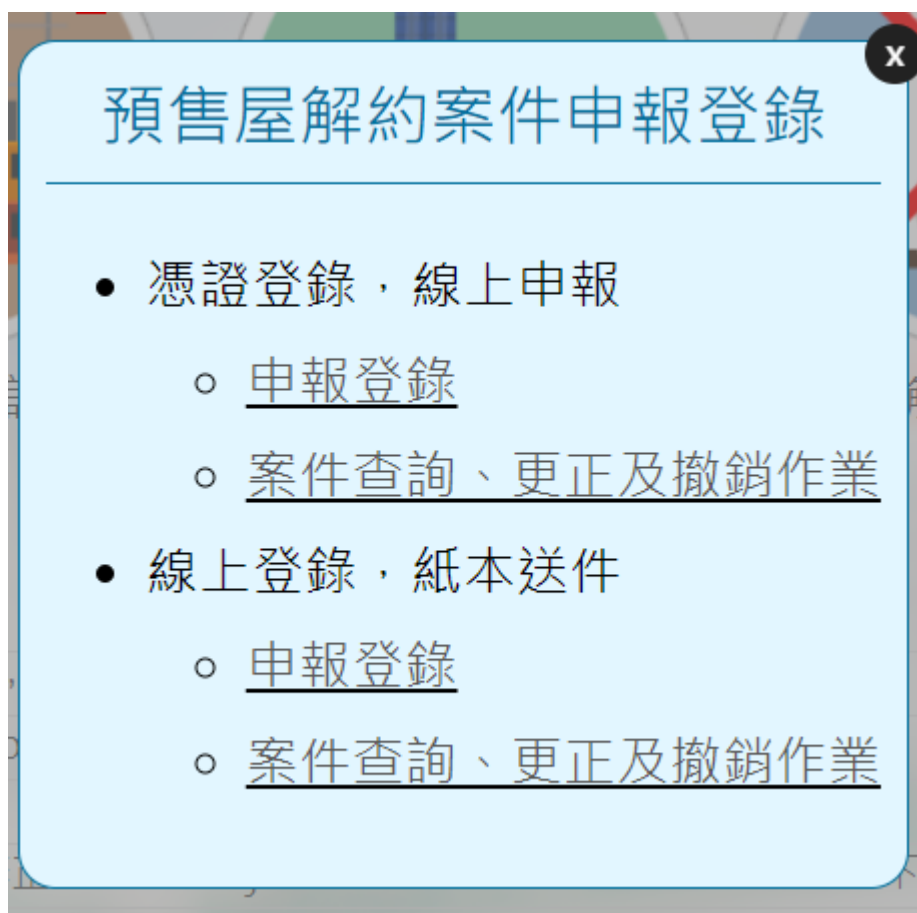 x
預售屋解約案件申報登錄
憑證登錄，線上申報
申報登錄
案件查詢、更正及撤銷作業
線上登錄，紙本送件
申報登錄
案件查詢、更正及撤銷作業